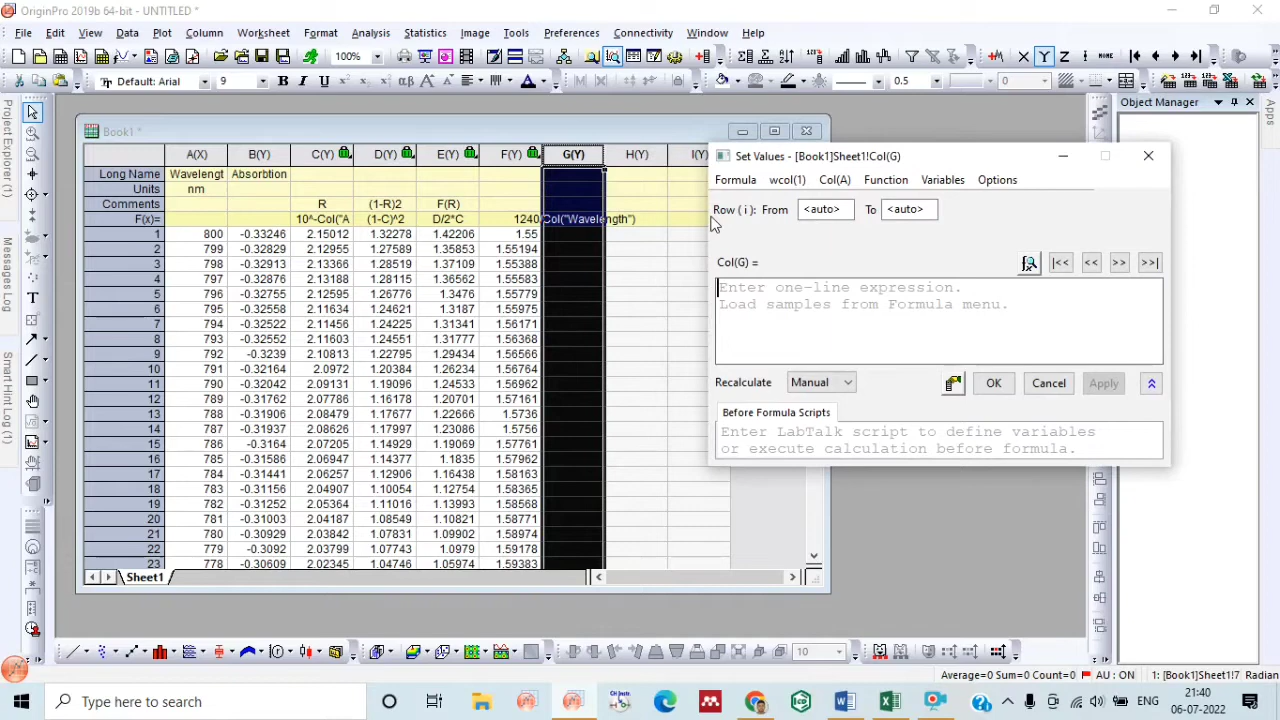 OriginPro 2019b 64-bit - UNTITLED *
File Edit View Data Plot Column Worksheet Format Analysis Statistics Image Tools Preferences Connectivity Window Help
100%
Default: Arial 9 B I U αβ A A A 0.5 0
Y Z
Project Explorer (1)
Messages Log
Smart Hint Log (1)
Object Manager
Apps
Book1 *
A(X) B(Y) C(Y) D(Y) E(Y) F(Y) G(Y) H(Y) I(Y)
Long Name Wavelengt Absorbtion
Units nm
Comments R (1-R)2 F(R)
F(x)= 10^-Col("A (1-C)^2 D/2*C 1240/Col("Wavelength")
1 800 -0.33246 2.15012 1.32278 1.42206 1.55
2 799 -0.32829 2.12955 1.27589 1.35853 1.55194
3 798 -0.32913 2.13366 1.28519 1.37109 1.55388
4 797 -0.32876 2.13185 1.28115 1.36562 1.55583
5 796 -0.32755 2.12595 1.26776 1.3476 1.55779
6 795 -0.32558 2.11634 1.24621 1.3187 1.55975
7 794 -0.32522 2.11456 1.24225 1.31341 1.56171
8 793 -0.32552 2.11603 1.24551 1.31777 1.56368
9 792 -0.3239 2.10813 1.22795 1.29434 1.56566
10 791 -0.32164 2.0972 1.20384 1.26234 1.56764
11 790 -0.32042 2.09131 1.19096 1.24533 1.56962
12 789 -0.31762 2.07786 1.16178 1.20701 1.57161
13 788 -0.31906 2.08479 1.17677 1.22666 1.5736
14 787 -0.31937 2.08626 1.17997 1.23086 1.5756
15 786 -0.3164 2.07205 1.14929 1.19069 1.57761
16 785 -0.31586 2.06947 1.14377 1.1835 1.57962
17 784 -0.31441 2.06257 1.12906 1.16438 1.58163
18 783 -0.31156 2.04907 1.10054 1.12754 1.58365
19 782 -0.31252 2.05364 1.11016 1.13993 1.58568
20 781 -0.31003 2.04187 1.08549 1.10821 1.58771
21 780 -0.30929 2.03842 1.07831 1.09902 1.58974
22 779 -0.3092 2.03799 1.07743 1.0979 1.59178
23 778 -0.30609 2.02345 1.04746 1.05974 1.59383
Sheet1
Set Values - [Book1]Sheet1!Col(G)
Formula wcol(1) Col(A) Function Variables Options
Row (i): From <auto> To <auto>
Col(G) = |<< << >> >>|
Enter one-line expression.
Load samples from Formula menu.
Recalculate Manual OK Cancel Apply
Before Formula Scripts
Enter LabTalk script to define variables
or execute calculation before formula.
10
Average=0 Sum=0 Count=0 AU : ON 1: [Book1]Sheet1!7 Radian
Type here to search
ENG
21:40
06-07-2022